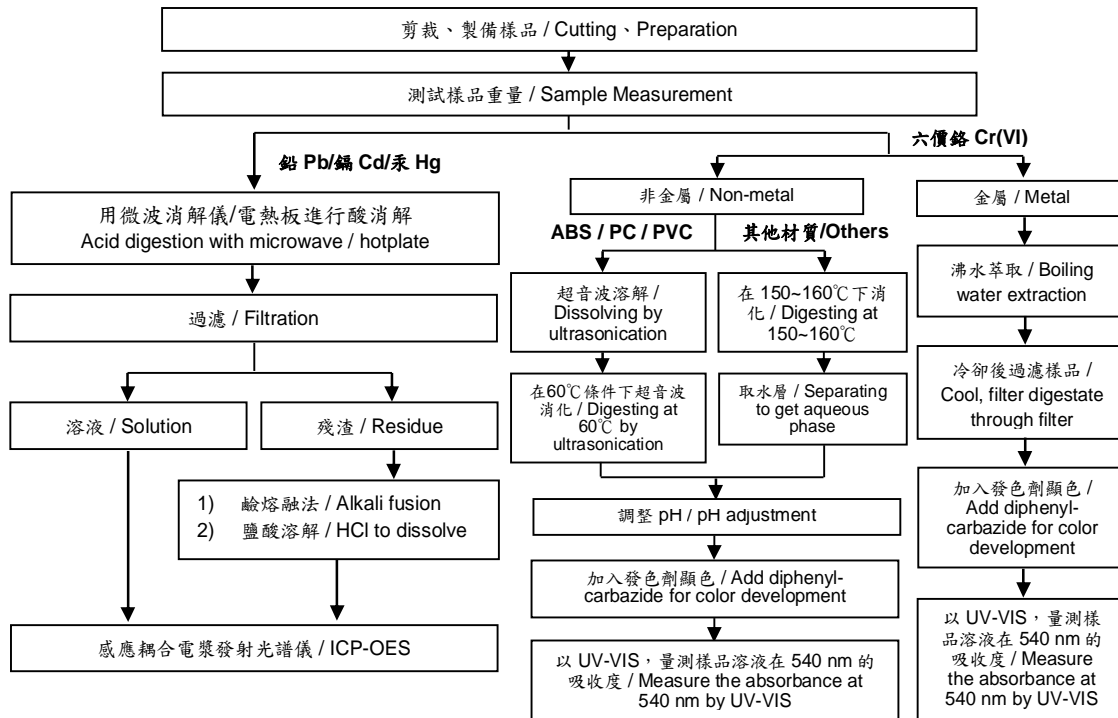 剪裁、製備樣品 / Cutting、Preparation
測試樣品重量 / Sample Measurement
鉛 Pb/鎘 Cd/汞 Hg
用微波消解儀/電熱板進行酸消解
Acid digestion with microwave / hotplate
過濾 / Filtration
溶液 / Solution
殘渣 / Residue
1) 鹼熔融法 / Alkali fusion
2) 鹽酸溶解 / HCl to dissolve
感應耦合電漿發射光譜儀 / ICP-OES
六價鉻 Cr(VI)
非金屬 / Non-metal
ABS / PC / PVC
超音波溶解 /
Dissolving by
ultrasonication
在60℃條件下超音波
消化 / Digesting at
60℃ by
ultrasonication
其他材質/Others
在 150~160℃下消
化 / Digesting at
150~160℃
取水層 / Separating
to get aqueous
phase
調整 pH / pH adjustment
加入發色劑顯色 / Add diphenyl-
carbazide for color development
以 UV-VIS，量測樣品溶液在 540 nm 的
吸收度 / Measure the absorbance at
540 nm by UV-VIS
金屬 / Metal
沸水萃取 / Boiling
water extraction
冷卻後過濾樣品 /
Cool, filter digestate
through filter
加入發色劑顯色 /
Add diphenyl-
carbazide for color
development
以 UV-VIS，量測樣
品溶液在 540 nm 的
吸收度 / Measure
the absorbance at
540 nm by UV-VIS